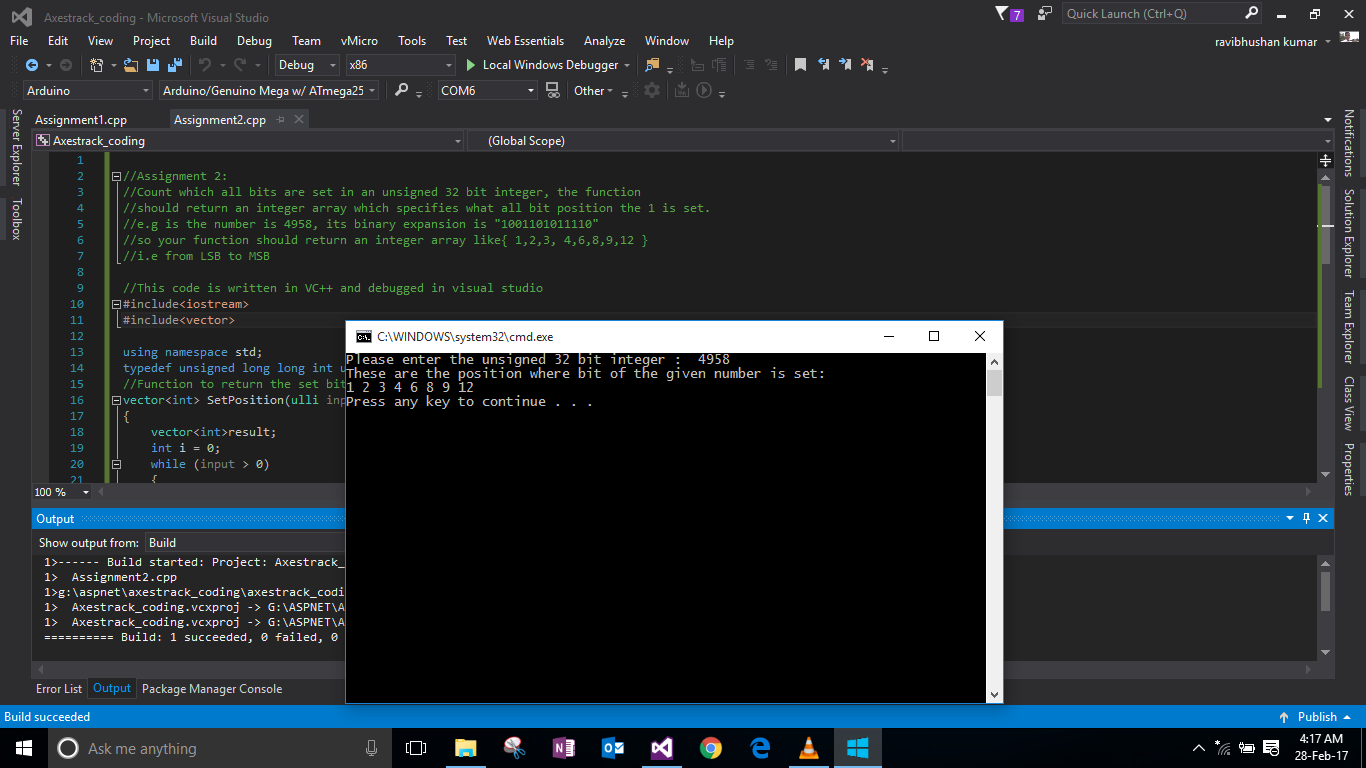 Axestrack_coding - Microsoft Visual Studio
7
Quick Launch (Ctrl+Q)
File Edit View Project Build Debug Team vMicro Tools Test Web Essentials Analyze Window Help
ravibhushan kumar
Debug x86 Local Windows Debugger
Arduino Arduino/Genuino Mega w/ ATmega25 COM6 Other
Server Explorer
Toolbox
Assignment1.cpp Assignment2.cpp
Axestrack_coding (Global Scope)
1
2 //Assignment 2:
3 //Count which all bits are set in an unsigned 32 bit integer, the function
4 //should return an integer array which specifies what all bit position the 1 is set.
5 //e.g is the number is 4958, its binary expansion is "1001101011110"
6 //so your function should return an integer array like{ 1,2,3, 4,6,8,9,12 }
7 //i.e from LSB to MSB
8
9 //This code is written in VC++ and debugged in visual studio
10 #include<iostream>
11 #include<vector>
12
13 using namespace std;
14 typedef unsigned long long int u
15 //Function to return the set bit
16 vector<int> SetPosition(ulli inp
17 {
18 vector<int>result;
19 int i = 0;
20 while (input > 0)
21 {
100 %
C:\WINDOWS\system32\cmd.exe
Please enter the unsigned 32 bit integer :  4958
These are the position where bit of the given number is set:
1 2 3 4 6 8 9 12
Press any key to continue . . .
Notifications
Solution Explorer
Team Explorer
Class View
Properties
Output
Show output from: Build
1>------ Build started: Project: Axestrack_
1>  Assignment2.cpp
1>g:\aspnet\axestrack_coding\axestrack_codi
1>  Axestrack_coding.vcxproj -> G:\ASPNET\A
1>  Axestrack_coding.vcxproj -> G:\ASPNET\A
========== Build: 1 succeeded, 0 failed, 0
Error List Output Package Manager Console
Build succeeded
Publish
Ask me anything
4:17 AM
28-Feb-17